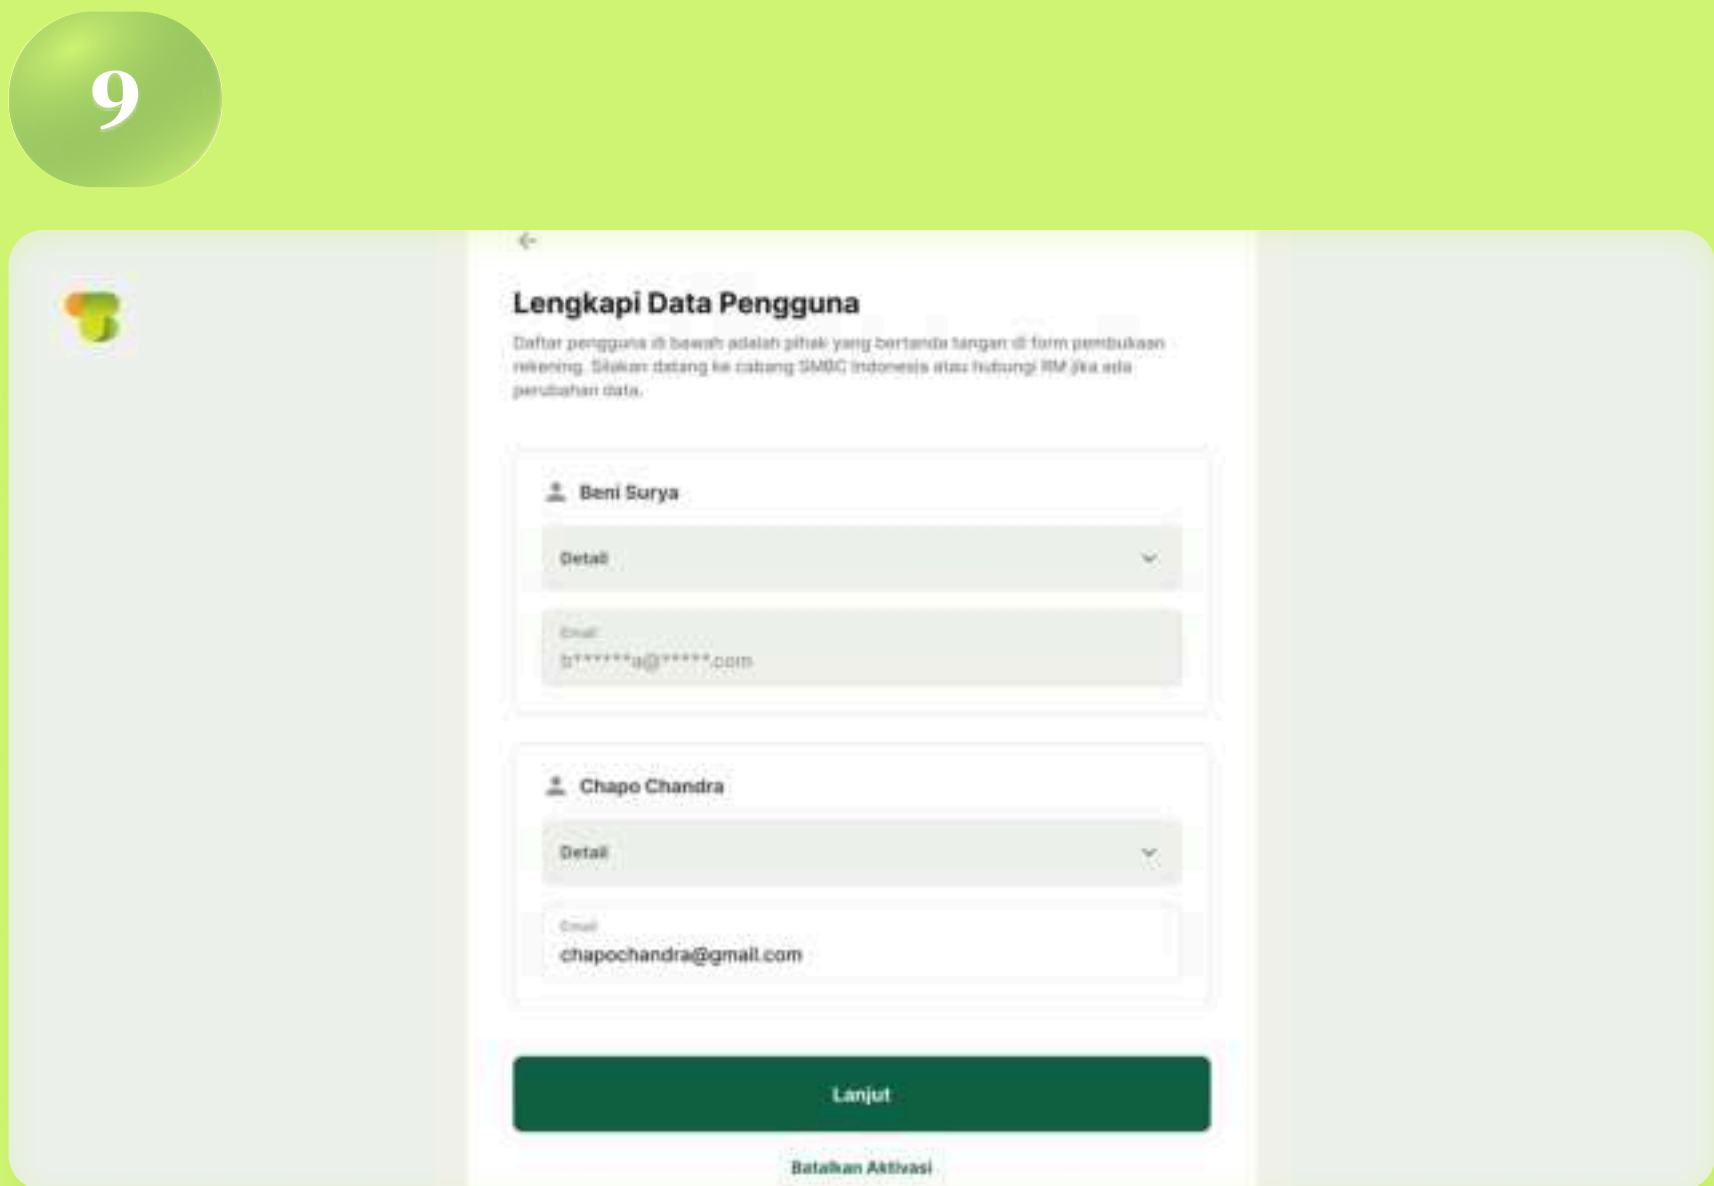 9
Lengkapi Data Pengguna
Daftar pengguna di bawah adalah pihak yang bertanda tangan di form pembukaan
rekening. Silakan datang ke cabang SMBC Indonesia atau hubungi RM jika ada
perubahan data.
Beni Surya
Detail
Email
b******a@*****.com
Chapo Chandra
Detail
Email
chapochandra@gmail.com
Lanjut
Batalkan Aktivasi